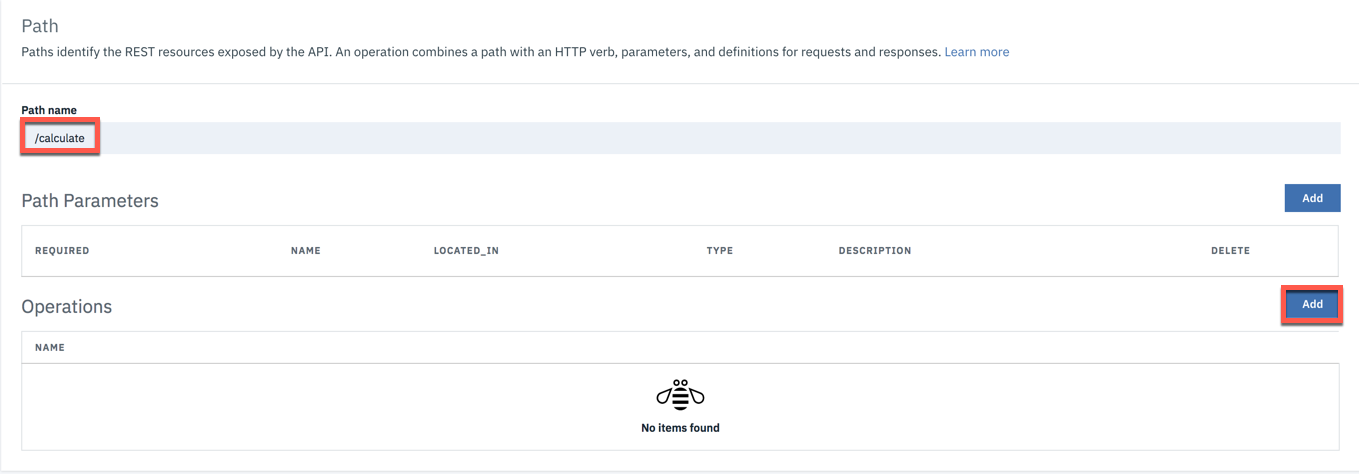 Path
Paths identify the REST resources exposed by the API. An operation combines a path with an HTTP verb, parameters, and definitions for requests and responses. Learn more
Path name
/calculate
Path Parameters
Add
REQUIRED NAME LOCATED_IN TYPE DESCRIPTION DELETE
Operations
Add
NAME
No items found